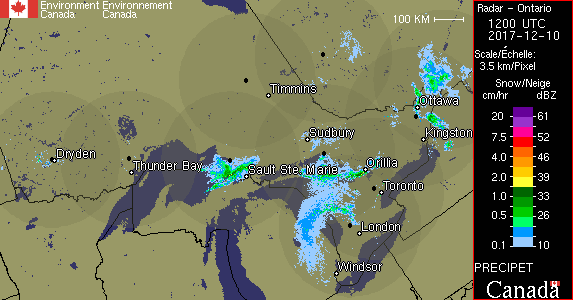 Environment Environnement
Canada Canada
100 KM
Timmins
Ottawa
Sudbury
Kingston
Dryden
Thunder Bay
Sault Ste. Marie
Orillia
Toronto
London
Windsor
Radar - Ontario
1200 UTC
2017-12-10
Scale/Échelle:
3.5 km/Pixel
Snow/Neige
cm/hr dBZ
20 61
7.5 52
4.0 46
2.0 39
1.0 33
0.5 26
0.1 10
PRECIPET
Canada